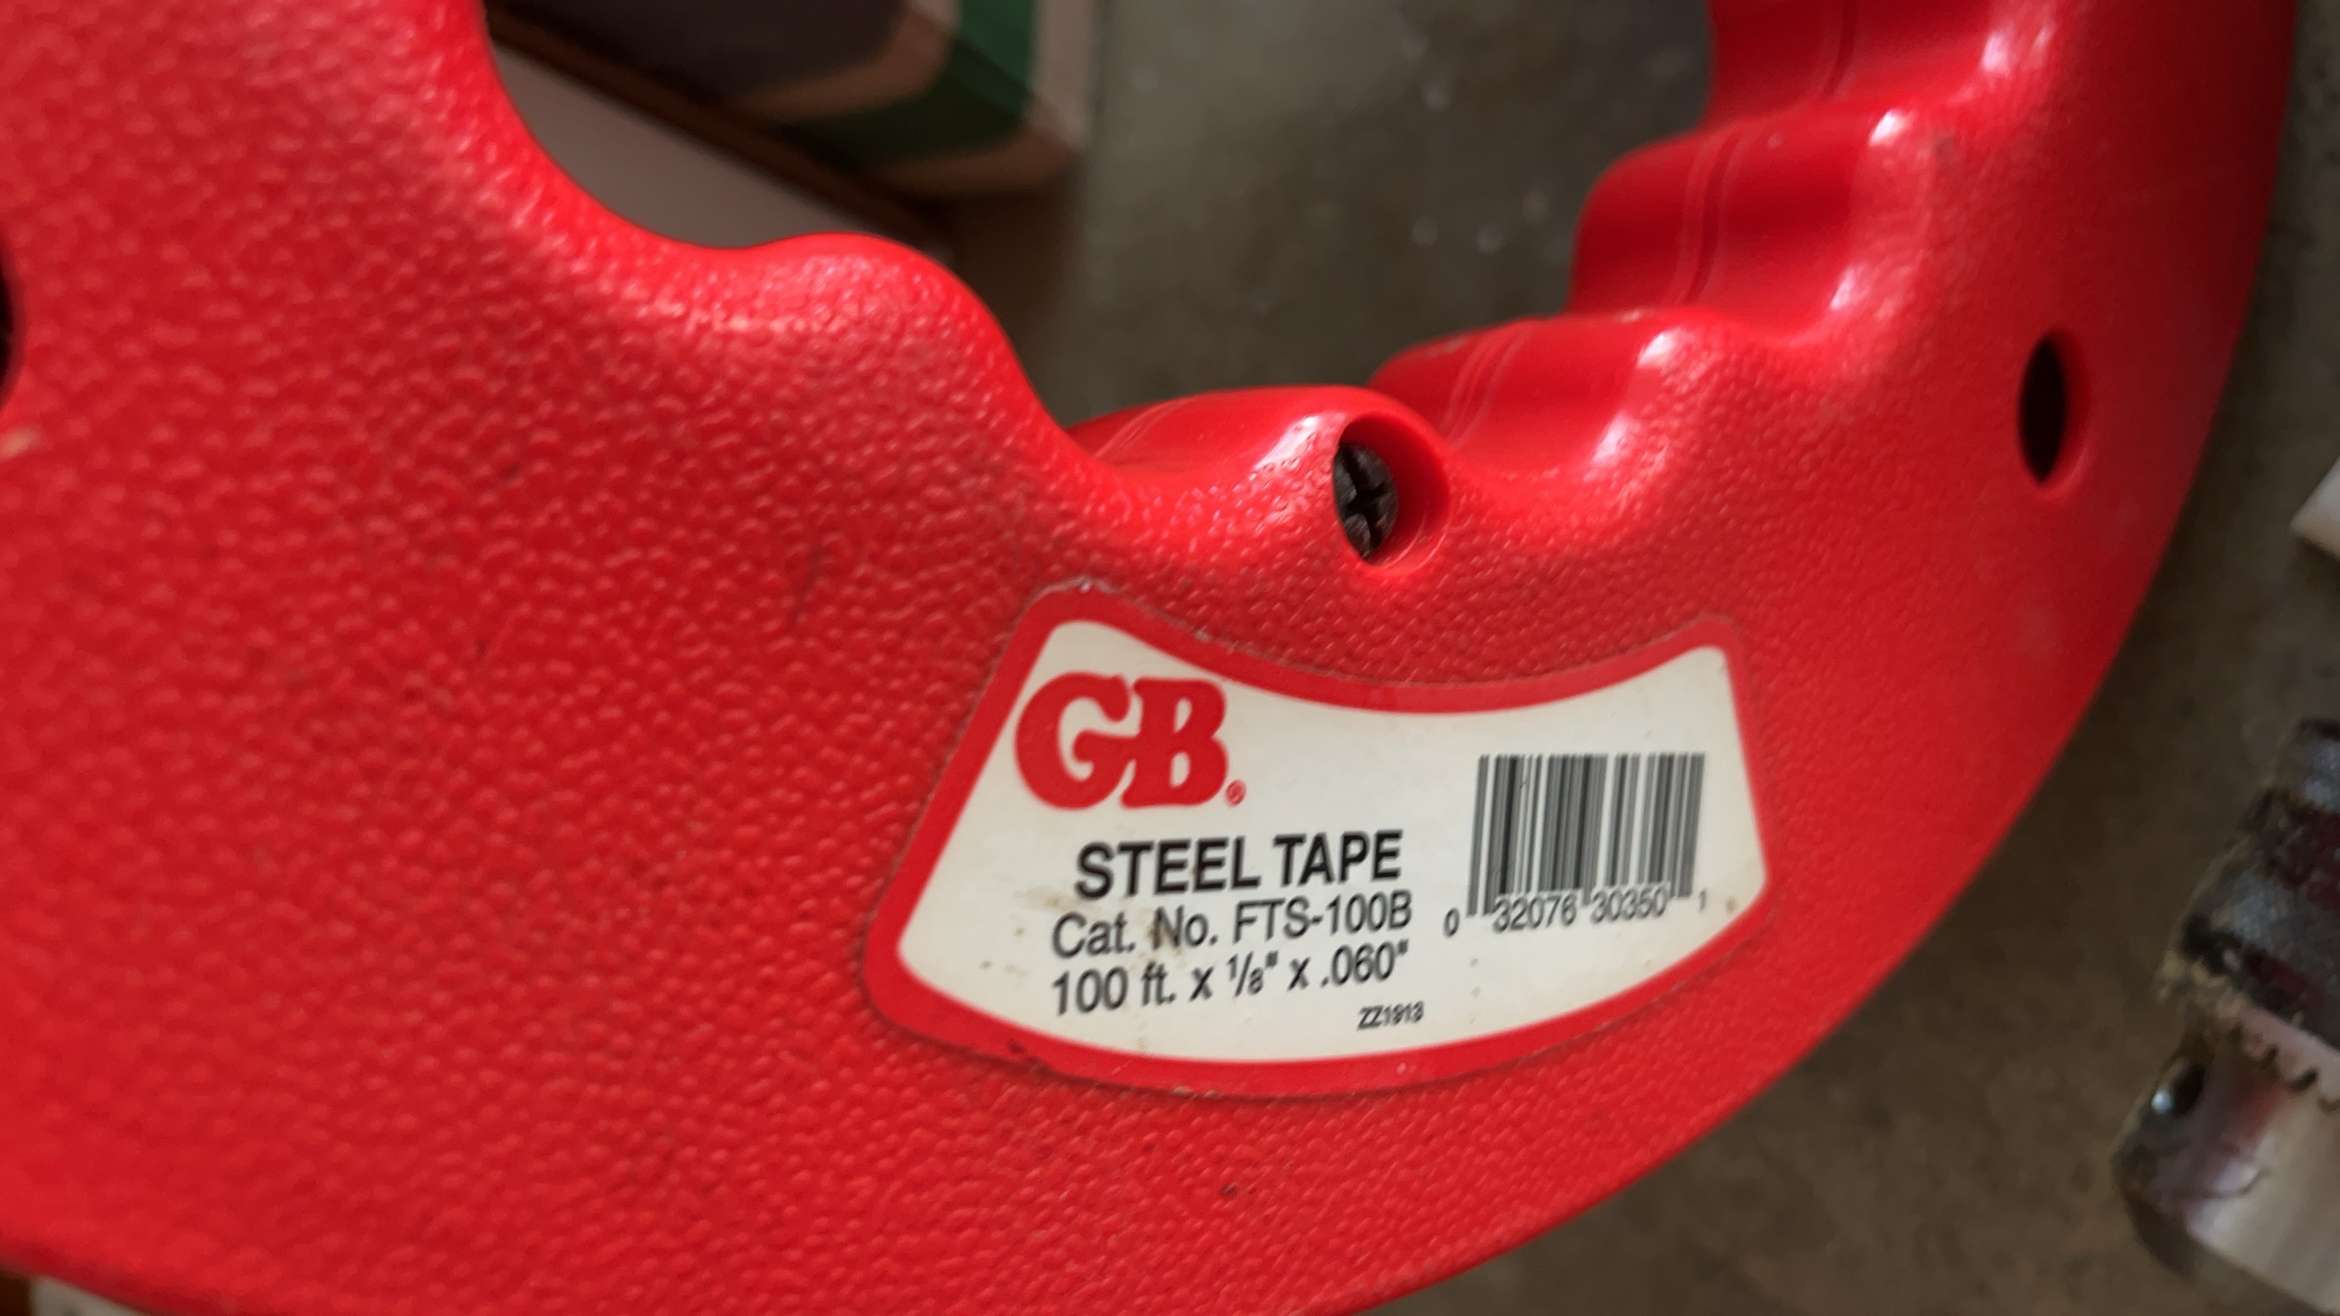 GB®
STEEL TAPE
Cat. No. FTS-100B
100 ft. x 1/8" x .060"
ZZ1913
0 32076 30350 1